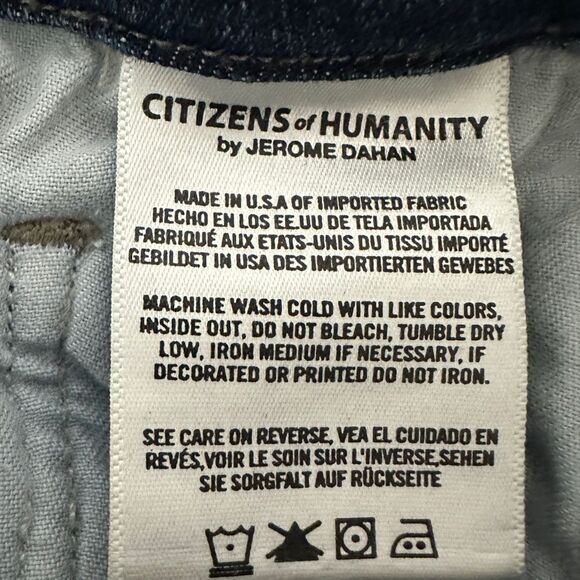 CITIZENS of HUMANITY
by JEROME DAHAN
MADE IN U.S.A OF IMPORTED FABRIC
HECHO EN LOS EE.UU DE TELA IMPORTADA
FABRIQUÉ AUX ETATS-UNIS DU TISSU IMPORTÉ
GEBILDET IN USA DES IMPORTIERTEN GEWEBES
MACHINE WASH COLD WITH LIKE COLORS,
INSIDE OUT, DO NOT BLEACH, TUMBLE DRY
LOW, IRON MEDIUM IF NECESSARY, IF
DECORATED OR PRINTED DO NOT IRON.
SEE CARE ON REVERSE, VEA EL CUIDADO EN
REVÉS,VOIR LE SOIN SUR L'INVERSE,SEHEN
SIE SORGFALT AUF RÜCKSEITE